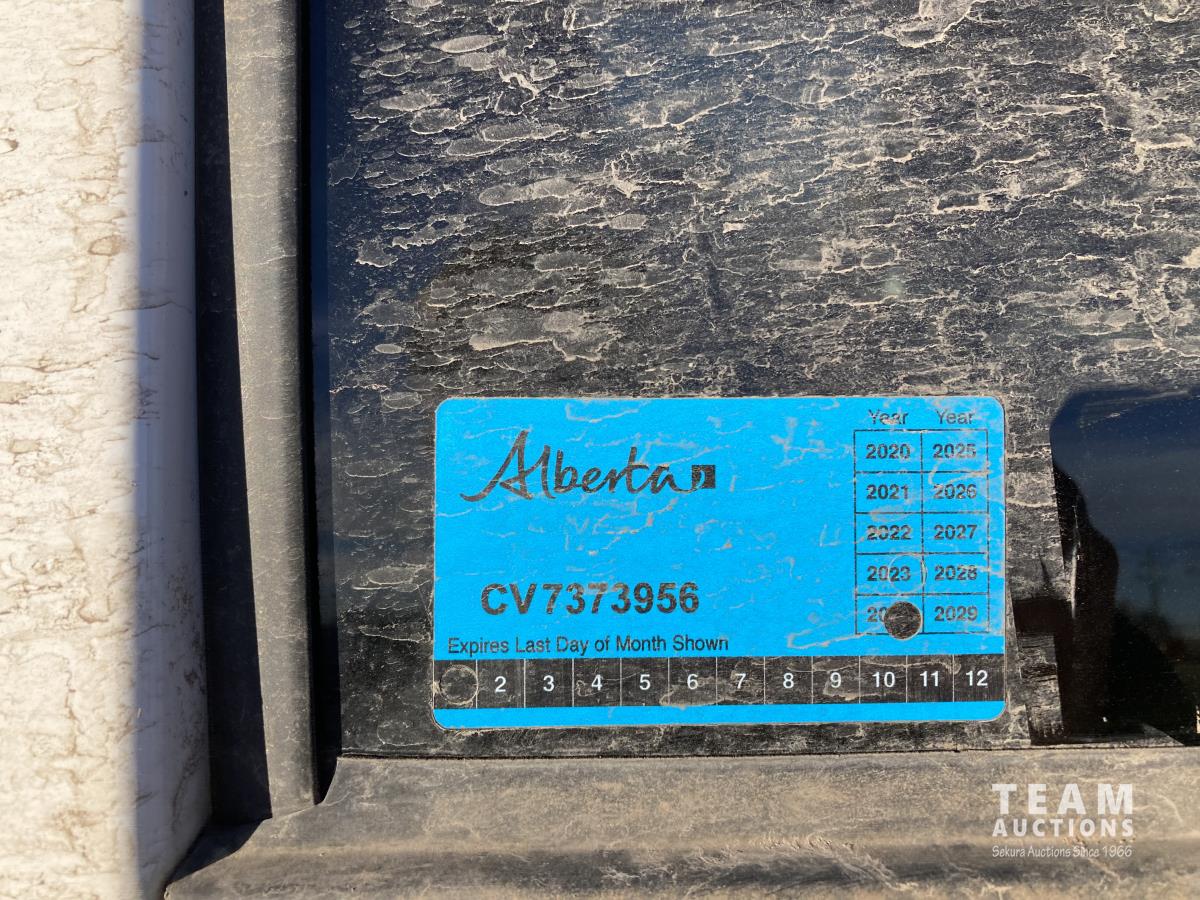 Year Year
Alberta
2020 2025
2021 2026
2022 2027
2023 2028
2029
CV7373956
Expires Last Day of Month Shown
2 3 4 5 6 7 8 9 10 11 12
TEAM
AUCTIONS
Sekura Auctions Since 1966